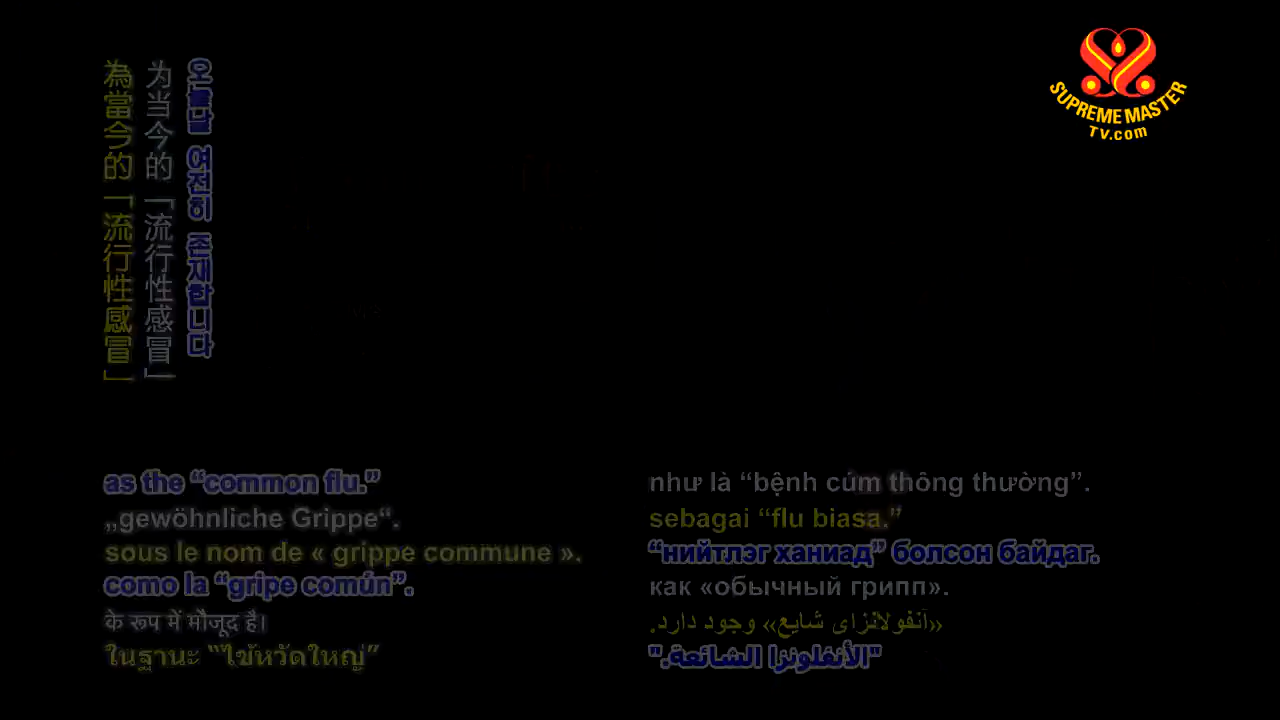 為當今的「流行性感冒」
为当今的「流行性感冒」
오늘날 여전히 존재합니다
SUPREME MASTER
TV.com
as the “common flu.”
„gewöhnliche Grippe“.
sous le nom de « grippe commune ».
como la “gripe común”.
के रूप में मौजूद है।
ในฐานะ “ไข้หวัดใหญ่”
như là “bệnh cúm thông thường”.
sebagai “flu biasa.”
“нийтлэг ханиад” болсон байдаг.
как «обычный грипп».
«آنفولانزای شایع» وجود دارد.
"الأنفلونزا الشائعة."